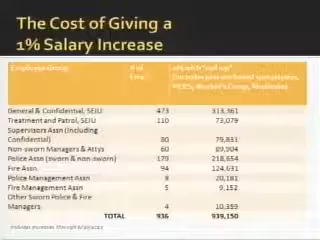 The Cost of Giving a
1% Salary Increase
Employee Group
# of
General & Confidential, SEIU 473 313,361
Treatment and Patrol, SEIU 110 73,079
Supervisors Assn (Including
Confidential) 80 79,831
Non-sworn Managers & Attys 60 89,904
Police Assn (sworn & non-sworn) 179 218,654
Fire Assn. 94 124,631
Police Management Assn 8 20,181
Fire Management Assn 5 9,152
Other Sworn Police & Fire
Managers 4 10,359
TOTAL 936 939,150